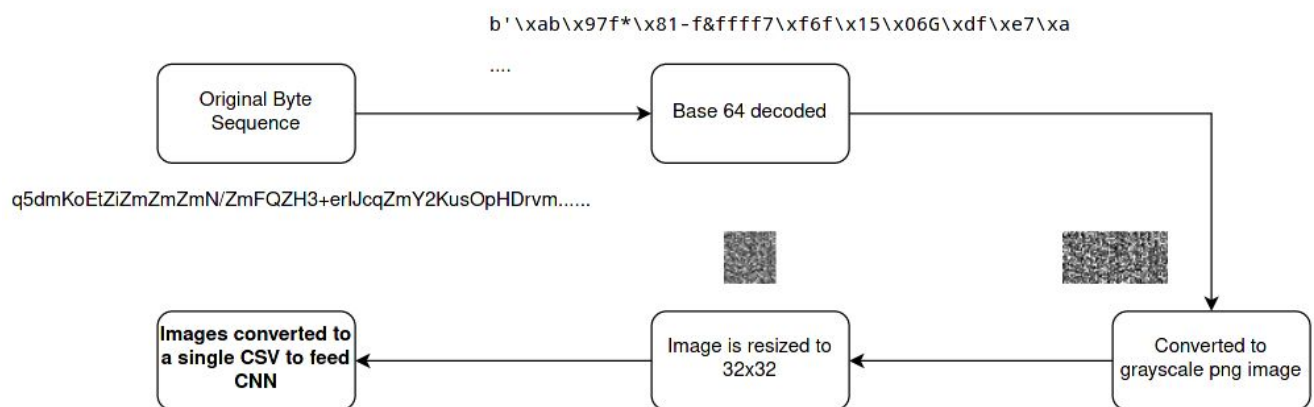 b'\xab\x97f*\x81-f&ffff7\xf6f\x15\x06G\xdf\xe7\xa
....
Original Byte
Sequence
Base 64 decoded
q5dmKoEtZiZmZmZmN/ZmFQZH3+erIJcqZmY2KusOpHDrvm......
Images converted to
a single CSV to feed
CNN
Image is resized to
32x32
Converted to
grayscale png image